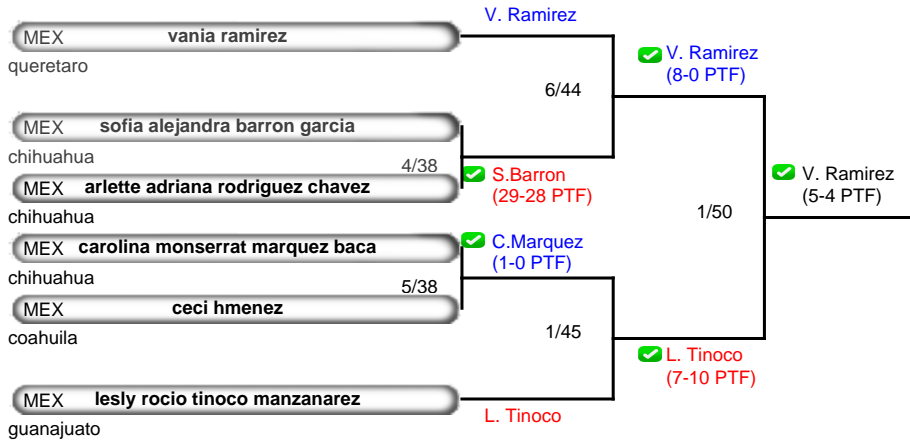 V. Ramirez
MEX vania ramirez
queretaro
V. Ramirez
(8-0 PTF)
6/44
MEX sofia alejandra barron garcia
chihuahua
4/38
S.Barron
(29-28 PTF)
MEX arlette adriana rodriguez chavez
chihuahua
V. Ramirez
(5-4 PTF)
1/50
MEX carolina monserrat marquez baca
chihuahua
C.Marquez
(1-0 PTF)
5/38
MEX ceci hmenez
coahuila
1/45
L. Tinoco
(7-10 PTF)
MEX lesly rocio tinoco manzanarez
guanajuato
L. Tinoco